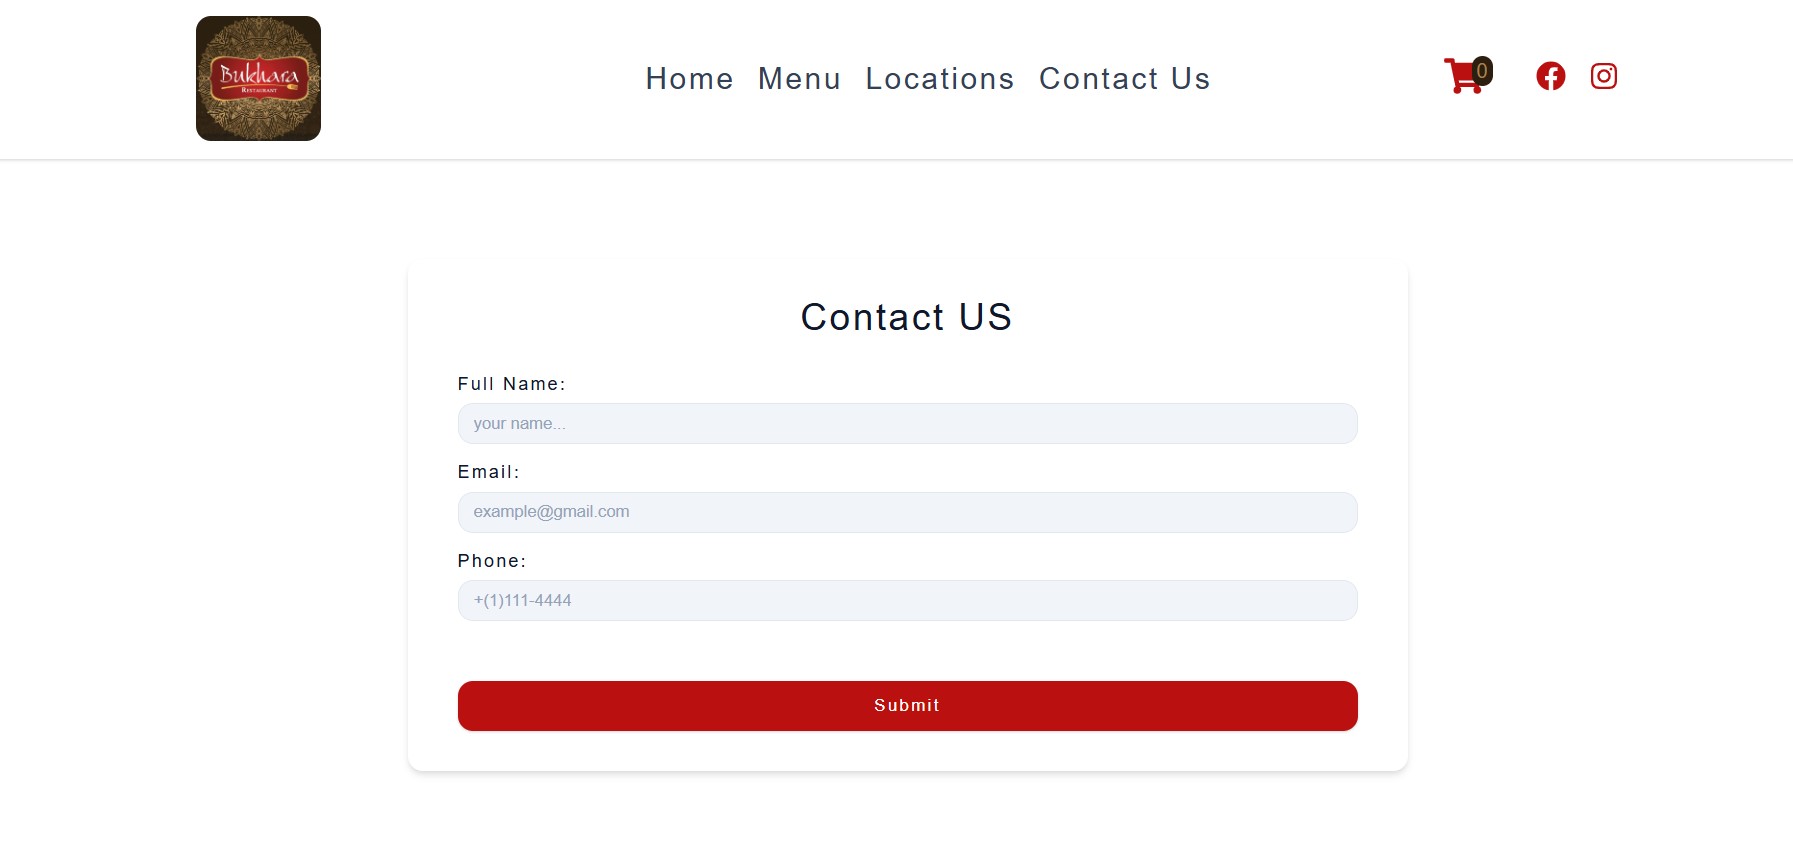 Bukhara
RESTAURANT
Home Menu Locations Contact Us
0
Contact US
Full Name:
your name...
Email:
example@gmail.com
Phone:
+(1)111-4444
Submit